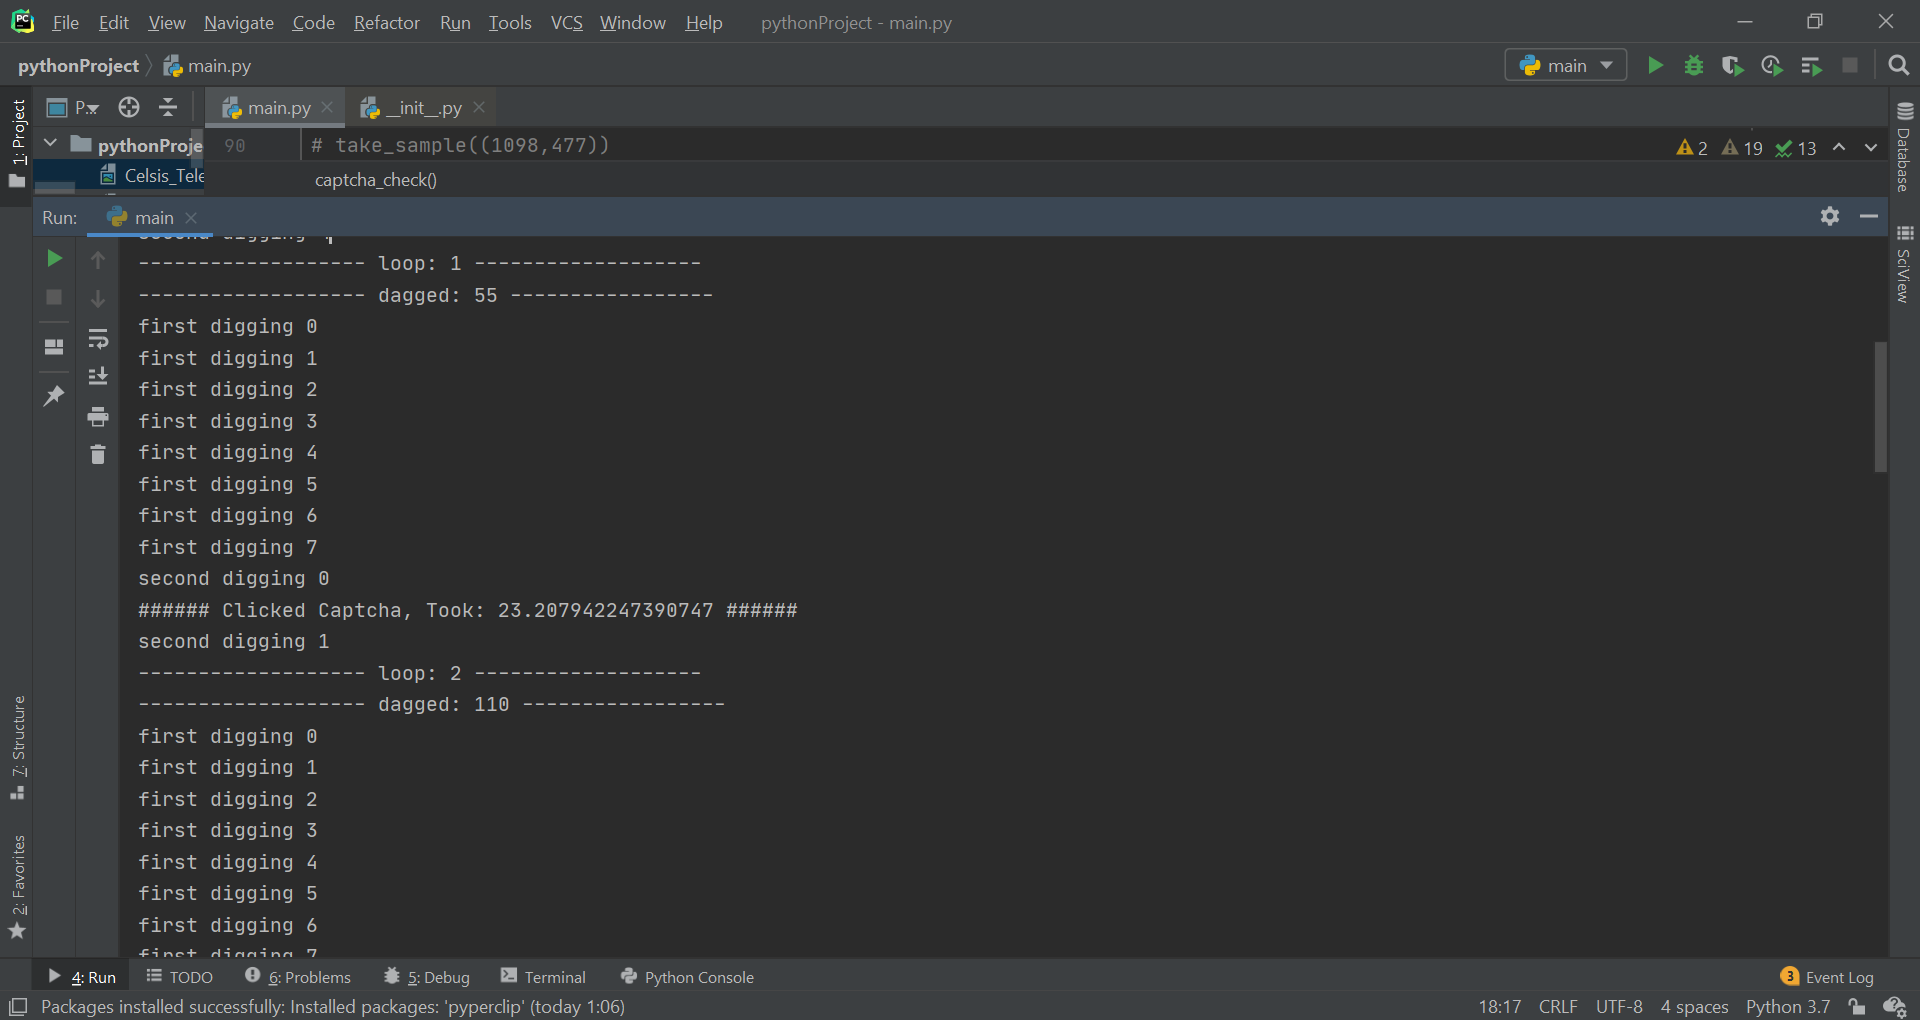 File Edit View Navigate Code Refactor Run Tools VCS Window Help pythonProject - main.py
pythonProject main.py main
1: Project P... main.py __init__.py
pythonProje 90 # take_sample((1098,477)) 2 19 13
Celsis_Tele captcha_check()
Database
Run: main
SciView
second digging
------------------- loop: 1 -------------------
------------------- dagged: 55 -----------------
first digging 0
first digging 1
first digging 2
first digging 3
first digging 4
first digging 5
first digging 6
first digging 7
second digging 0
###### Clicked Captcha, Took: 23.207942247390747 ######
second digging 1
------------------- loop: 2 -------------------
------------------- dagged: 110 -----------------
first digging 0
first digging 1
first digging 2
first digging 3
first digging 4
first digging 5
first digging 6
first digging 7
7: Structure
2: Favorites
4: Run TODO 6: Problems 5: Debug Terminal Python Console 3 Event Log
Packages installed successfully: Installed packages: 'pyperclip' (today 1:06) 18:17 CRLF UTF-8 4 spaces Python 3.7